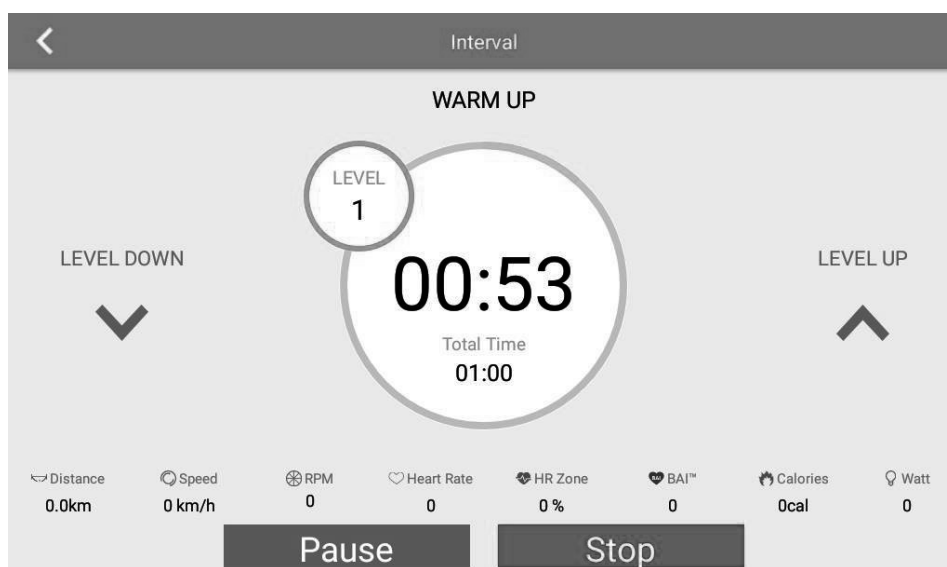 Interval
WARM UP
LEVEL
1
LEVEL DOWN
LEVEL UP
00:53
Total Time
01:00
Distance Speed RPM Heart Rate HR Zone BAI™ Calories Watt
0.0km 0 km/h 0 0 0 % 0 0cal 0
Pause Stop